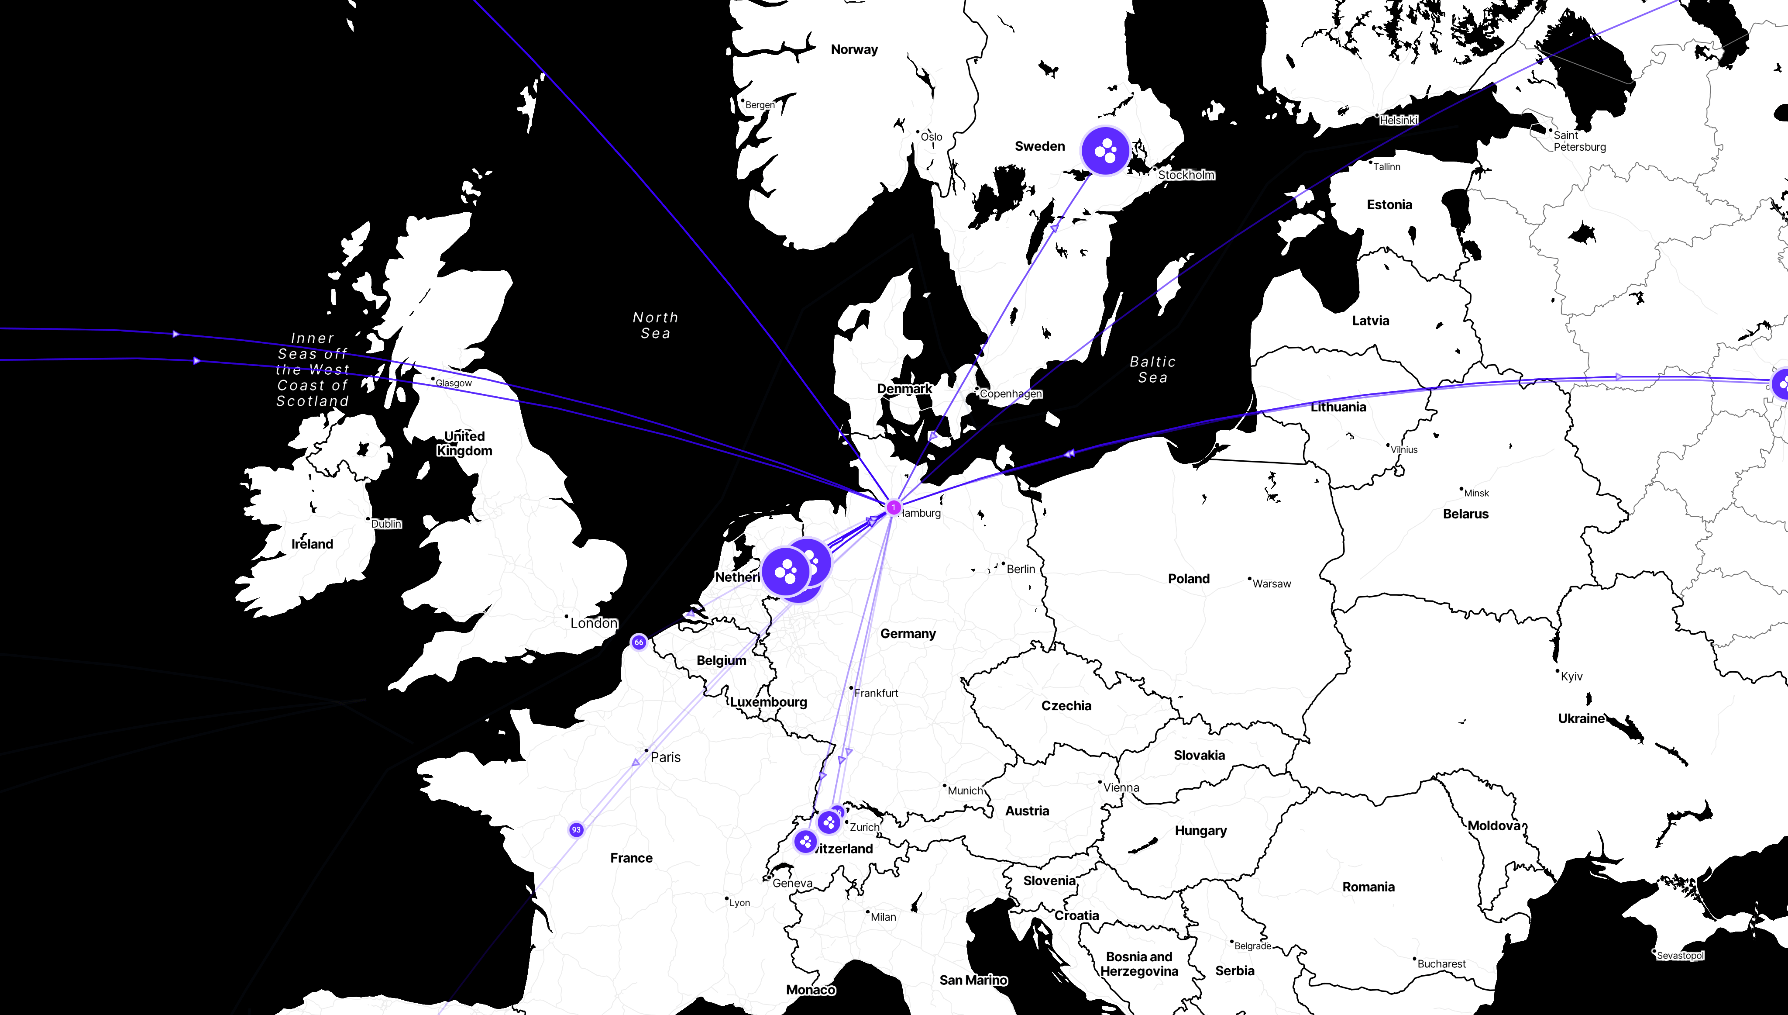 Norway
Bergen
Oslo
Sweden
Stockholm
Helsinki
Saint
Petersburg
Tallinn
Estonia
North
Sea
Inner
Seas off
the West
Coast of
Scotland
Glasgow
Latvia
Baltic
Sea
Denmark
Copenhagen
Lithuania
Vilnius
United
Kingdom
Minsk
Belarus
1
Hamburg
Dublin
Ireland
Berlin
Netherl
Poland
Warsaw
London
66
Germany
Belgium
Kyiv
Luxembourg
Frankfurt
Czechia
Ukraine
Paris
Slovakia
Munich
Vienna
Austria
93
Zurich
Hungary
Moldova
itzerland
France
Geneva
Slovenia
Romania
Lyon
Milan
Croatia
Belgrade
Sevastopol
Bosnia and
Herzegovina
Serbia
Bucharest
San Marino
Monaco